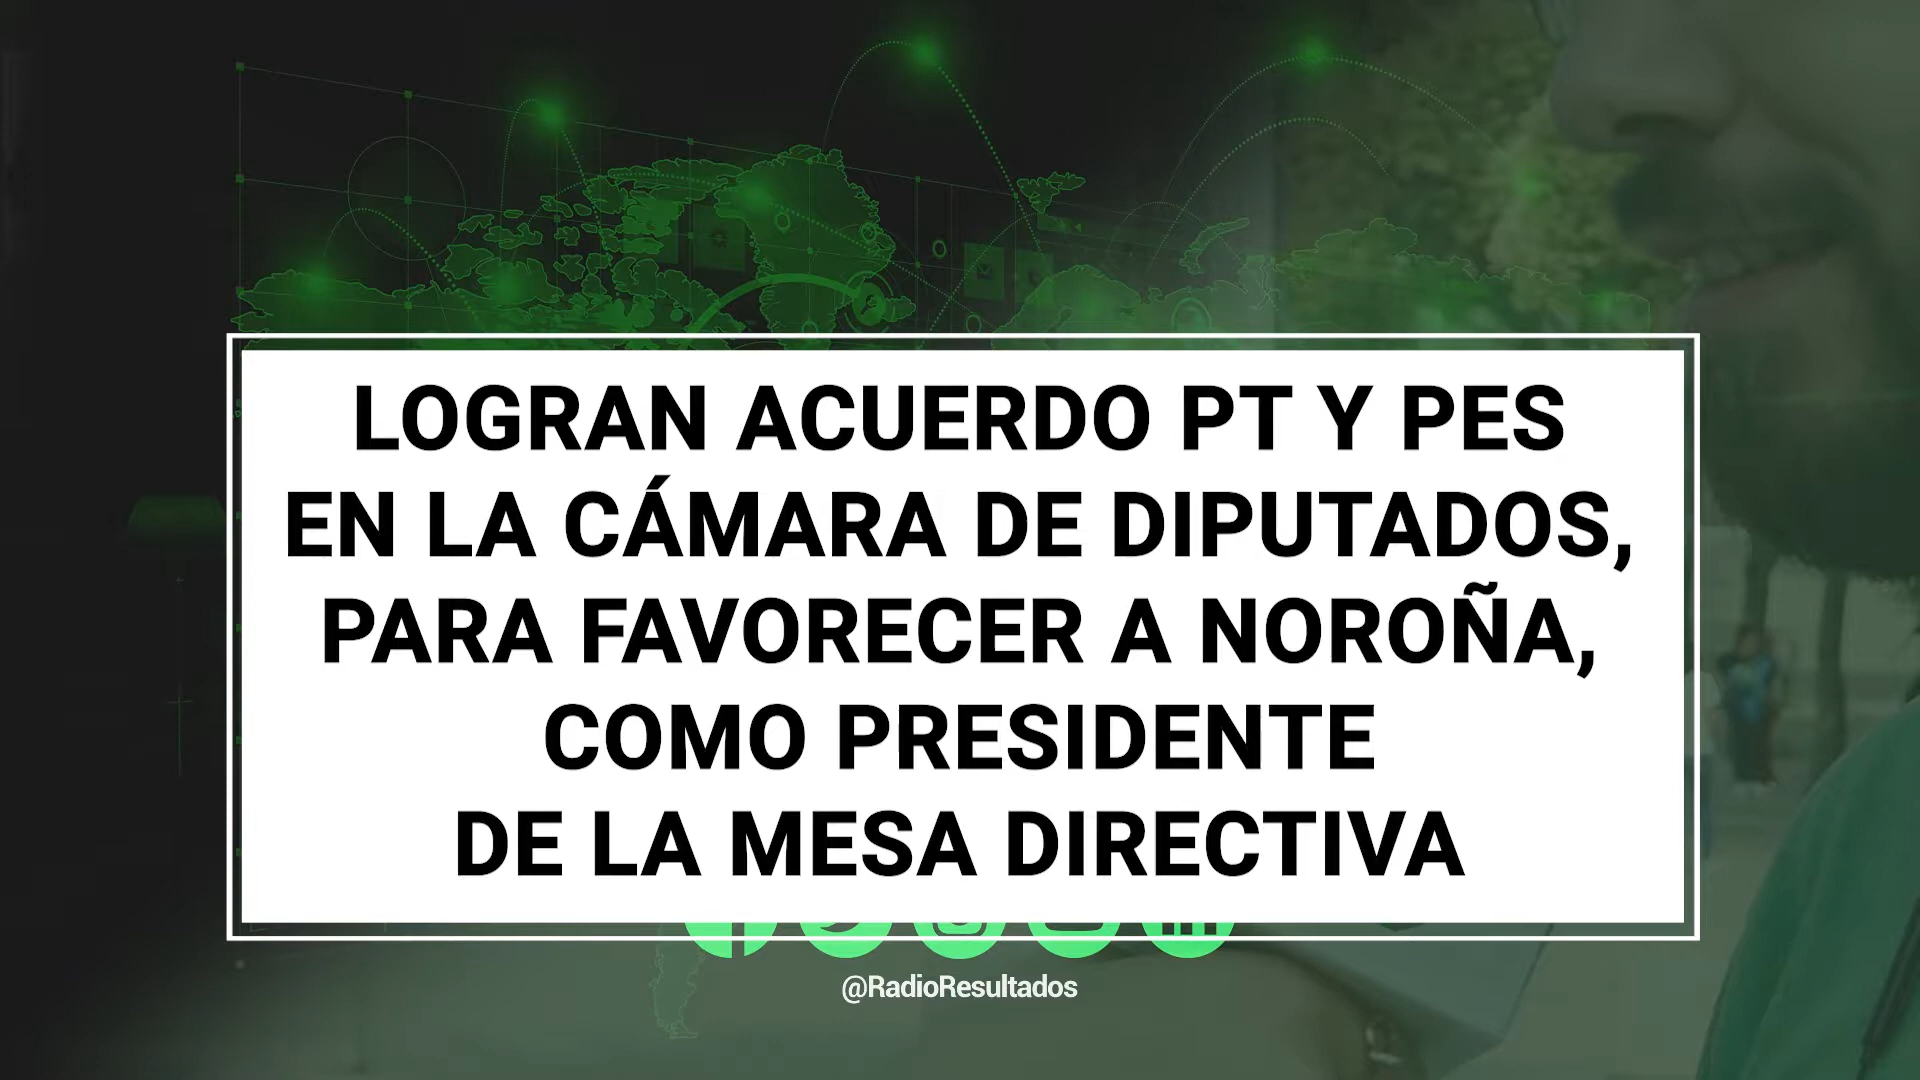 LOGRAN ACUERDO PT Y PES
EN LA CÁMARA DE DIPUTADOS,
PARA FAVORECER A NOROÑA,
COMO PRESIDENTE
DE LA MESA DIRECTIVA
@RadioResultados